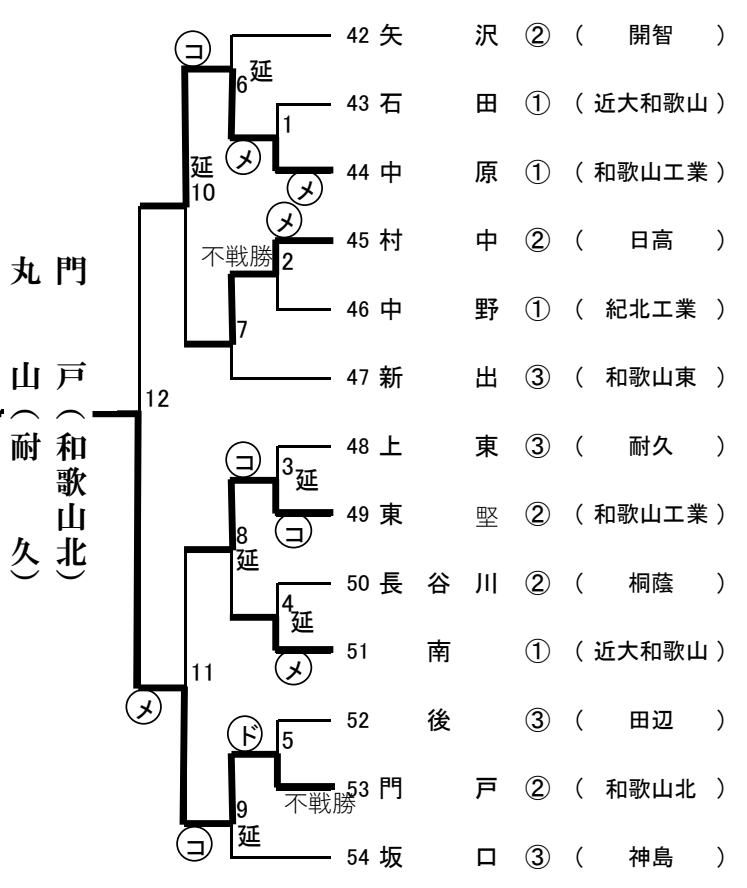 42 矢 沢 ② （ 開智 ）
コ
6 延
43 石 田 ① （ 近大和歌山 ）
1
メ
延
10
44 中 原 ① （ 和歌山工業 ）
メ
メ
45 村 中 ② （ 日高 ）
不戦勝 2
46 中 野 ① （ 紀北工業 ）
7
47 新 出 ③ （ 和歌山東 ）
12
門戸（和歌山北）
丸山（耐久）
48 上 東 ③ （ 耐久 ）
コ
3 延
49 東 堅 ② （ 和歌山工業 ）
コ
8
延
50 長 谷 川 ② （ 桐蔭 ）
4
延
51 南 ① （ 近大和歌山 ）
メ
11
メ
52 後 ③ （ 田辺 ）
ド
5
53 門 戸 ② （ 和歌山北 ）
不戦勝
9
延
コ
54 坂 口 ③ （ 神島 ）